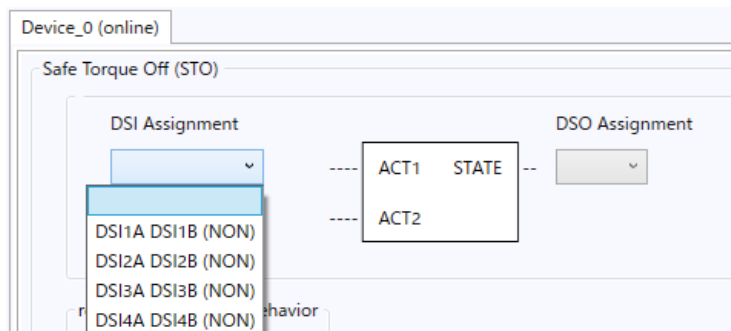 Device_0 (online)
Safe Torque Off (STO)
DSI Assignment
DSO Assignment
---- ACT1 STATE --
---- ACT2
DSI1A DSI1B (NON)
DSI2A DSI2B (NON)
DSI3A DSI3B (NON)
DSI4A DSI4B (NON)